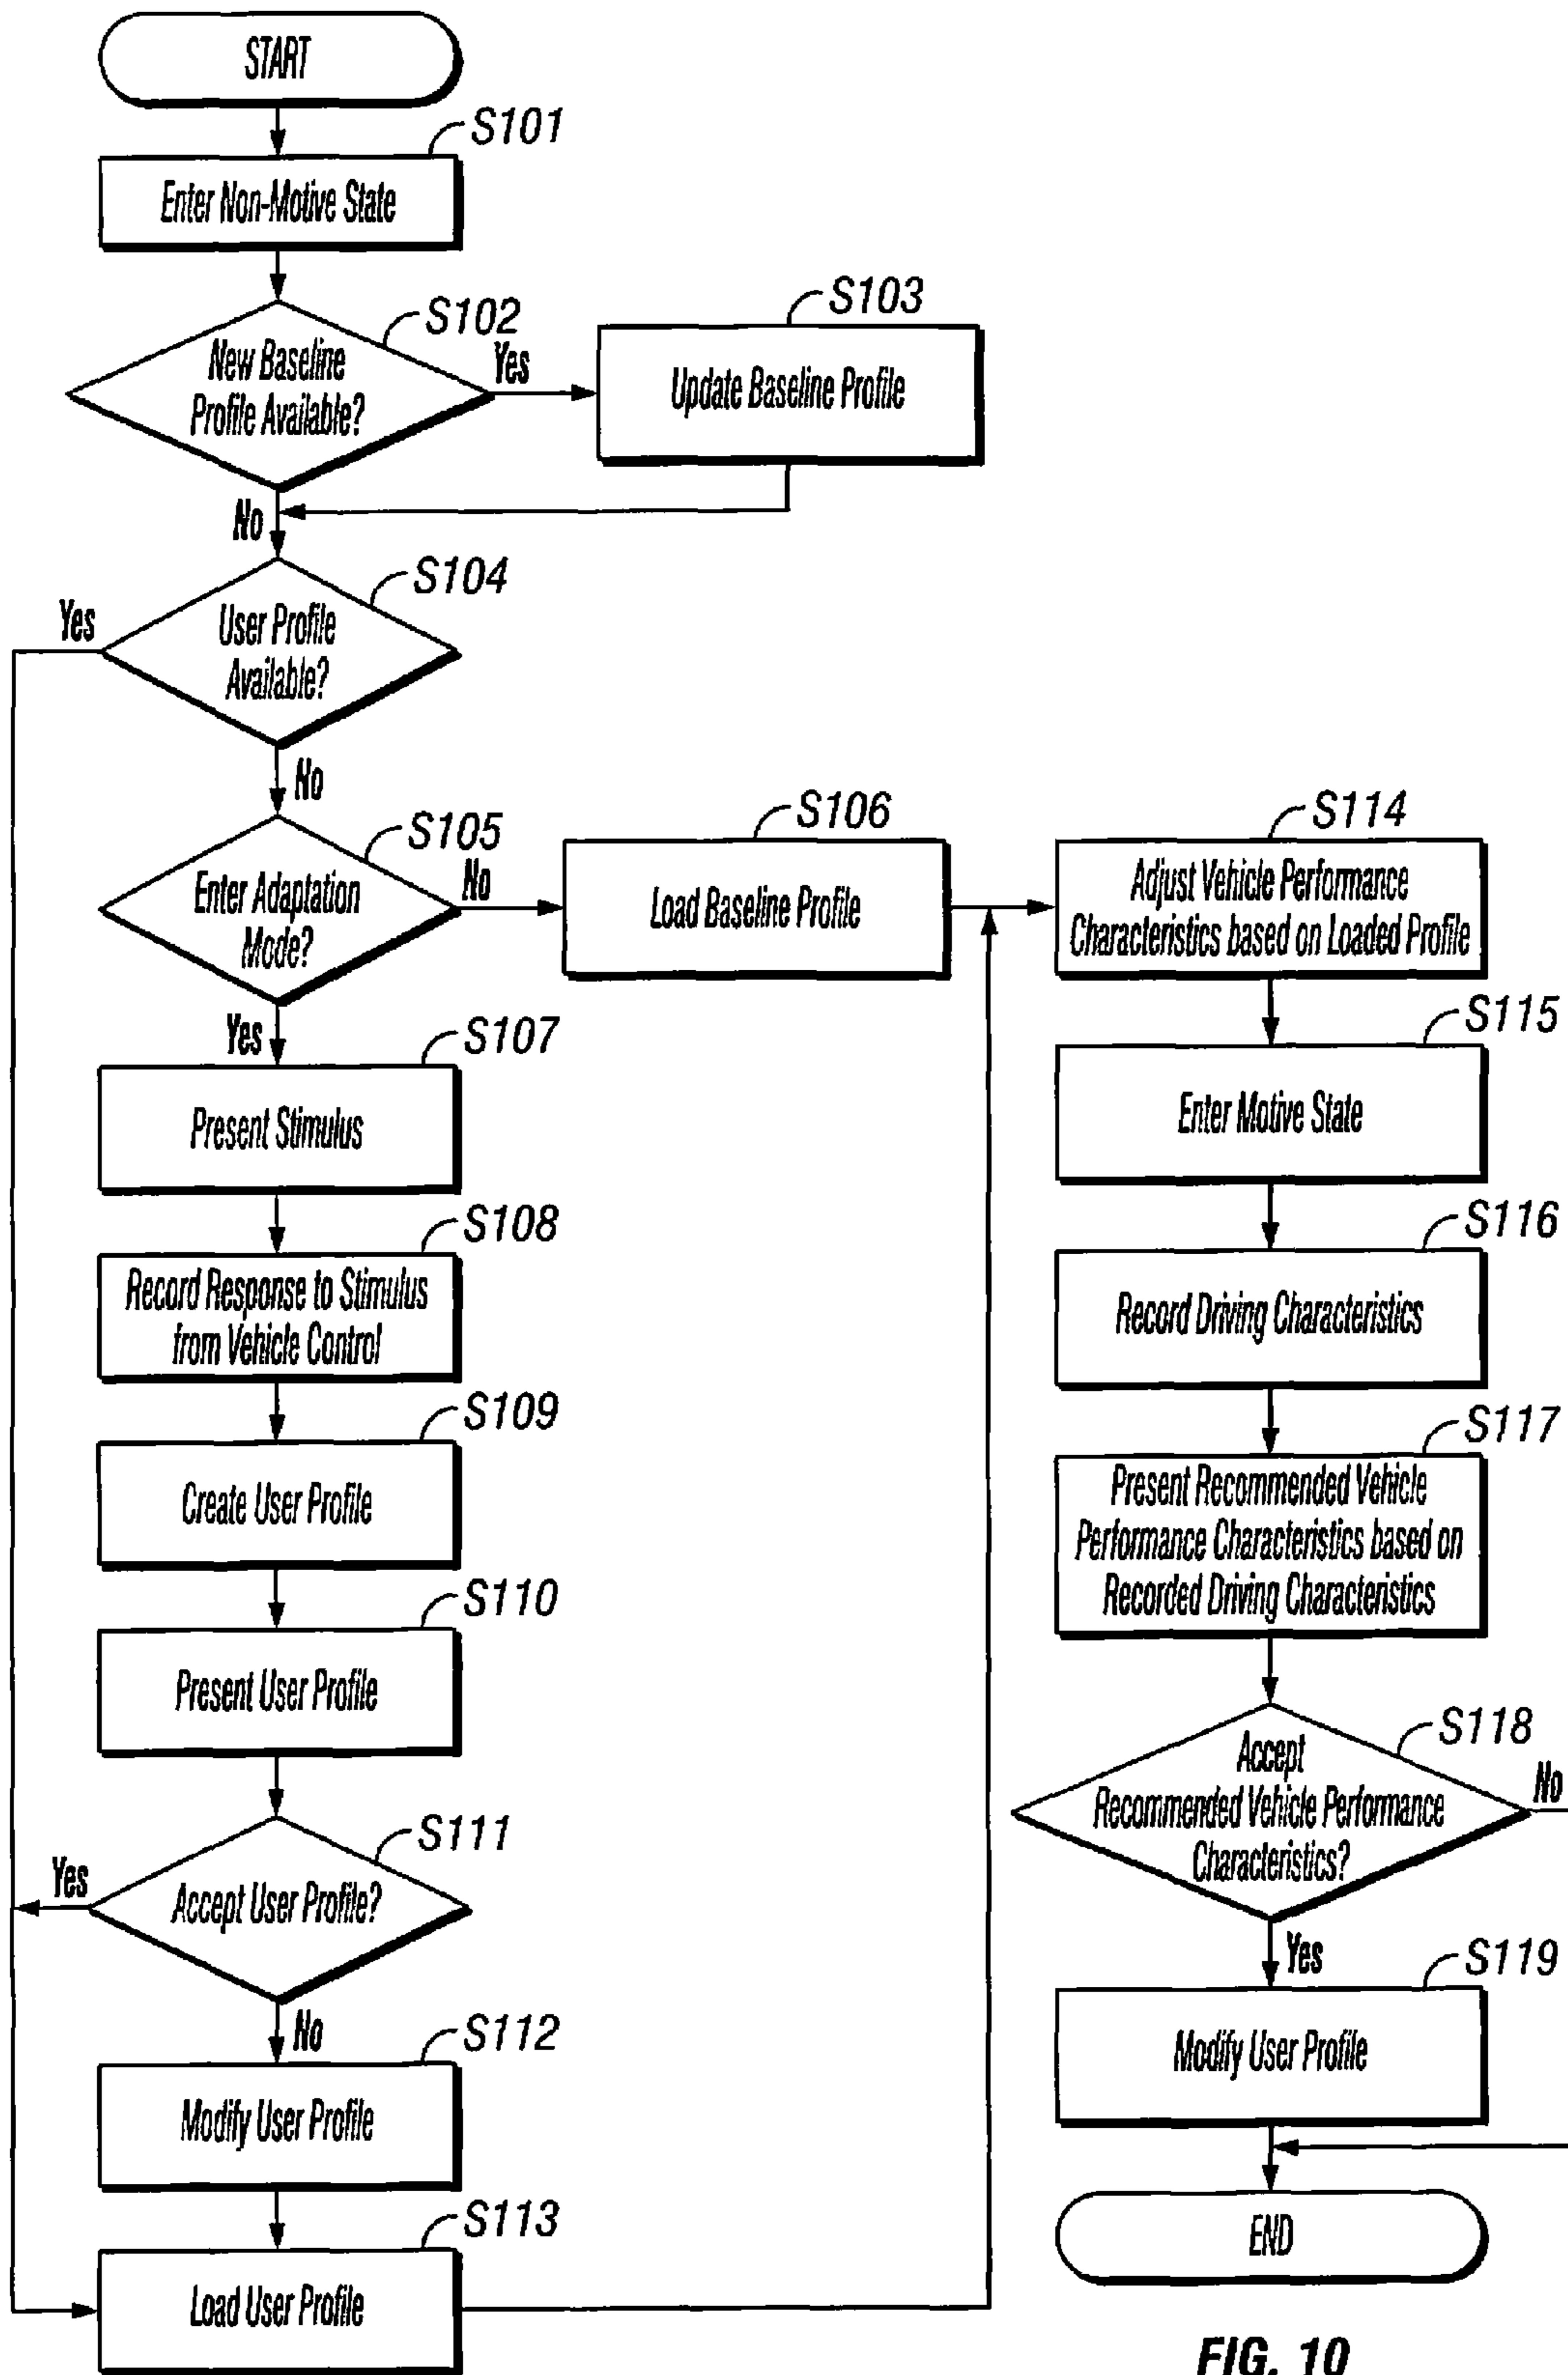 START
S101
Enter Non-Motive State
S102
New Baseline
Profile Available?
Yes
S103
Update Baseline Profile
No
S104
Yes
User Profile
Available?
No
S105
Enter Adaptation
Mode?
No
S106
Load Baseline Profile
Yes
S107
Present Stimulus
S108
Record Response to Stimulus
from Vehicle Control
S109
Create User Profile
S110
Present User Profile
S111
Yes
Accept User Profile?
No
S112
Modify User Profile
S113
Load User Profile
S114
Adjust Vehicle Performance
Characteristics based on Loaded Profile
S115
Enter Motive State
S116
Record Driving Characteristics
S117
Present Recommended Vehicle
Performance Characteristics based on
Recorded Driving Characteristics
S118
Accept
Recommended Vehicle Performance
Characteristics?
No
Yes
S119
Modify User Profile
END
FIG. 10